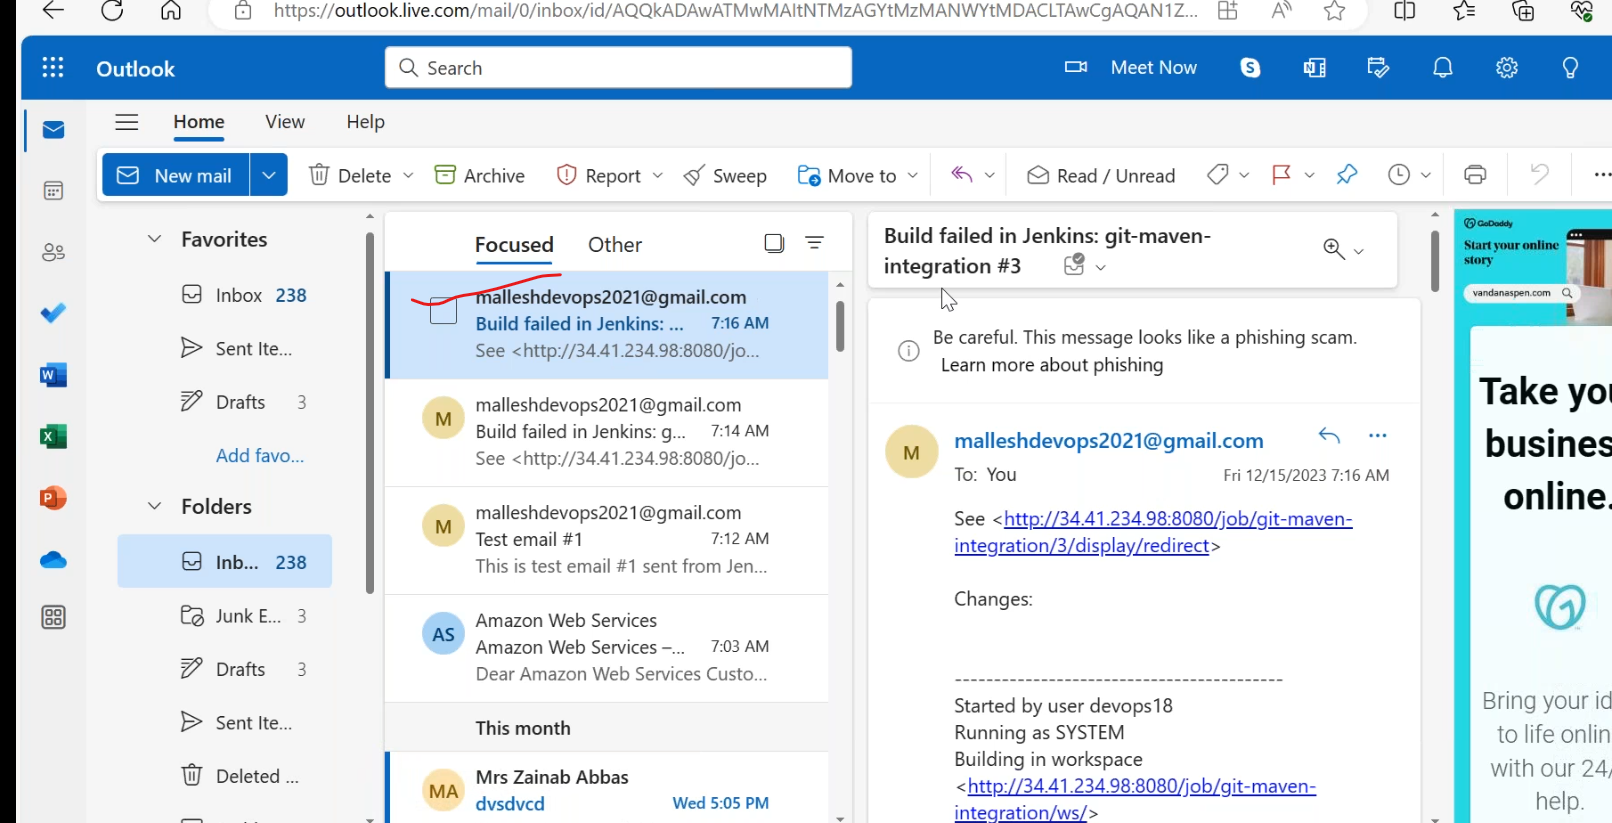 https://outlook.live.com/mail/0/inbox/id/AQQkADAwATMwMAItNTMzAGYtMzMANWYtMDACLTAwCgAQAN1Z...
Outlook
Search
Meet Now
Home View Help
New mail Delete Archive Report Sweep Move to Read / Unread
Favorites
Inbox 238
Sent Ite...
Drafts 3
Add favo...
Folders
Inb... 238
Junk E... 3
Drafts 3
Sent Ite...
Deleted ...
Focused Other
malleshdevops2021@gmail.com
Build failed in Jenkins: ... 7:16 AM
See <http://34.41.234.98:8080/jo...
M
malleshdevops2021@gmail.com
Build failed in Jenkins: g... 7:14 AM
See <http://34.41.234.98:8080/jo...
M
malleshdevops2021@gmail.com
Test email #1 7:12 AM
This is test email #1 sent from Jen...
AS
Amazon Web Services
Amazon Web Services –... 7:03 AM
Dear Amazon Web Services Custo...
This month
MA
Mrs Zainab Abbas
dvsdvcd Wed 5:05 PM
Build failed in Jenkins: git-maven-
integration #3
Be careful. This message looks like a phishing scam.
Learn more about phishing
M
malleshdevops2021@gmail.com
To: You Fri 12/15/2023 7:16 AM
See <http://34.41.234.98:8080/job/git-maven-
integration/3/display/redirect>
Changes:
------------------------------------------
Started by user devops18
Running as SYSTEM
Building in workspace
<http://34.41.234.98:8080/job/git-maven-
integration/ws/>
GoDaddy
Start your online
story
vandanaspen.com
Take you
business
online.
Bring your id
to life onlin
with our 24/
help.